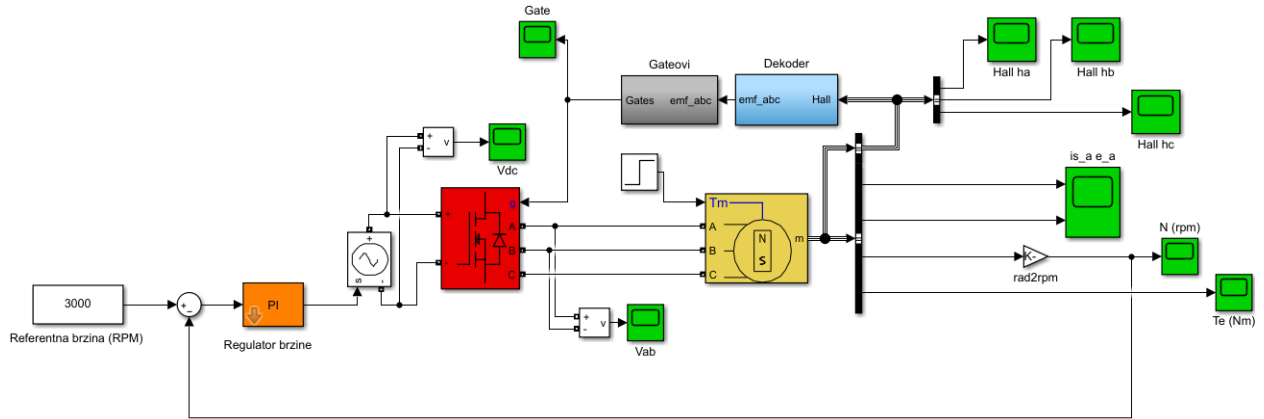 Gate
Gateovi
Dekoder
Hall ha
Hall hb
Gates
emf_abc
emf_abc
Hall
Hall hc
+
-
v
Vdc
is_a e_a
g
Tm
+
A
A
N
S
m
B
B
N (rpm)
+
-
C
C
K-
rad2rpm
s
-
3000
+
-
PI
+
-
v
Te (Nm)
Referentna brzina (RPM)
Regulator brzine
Vab